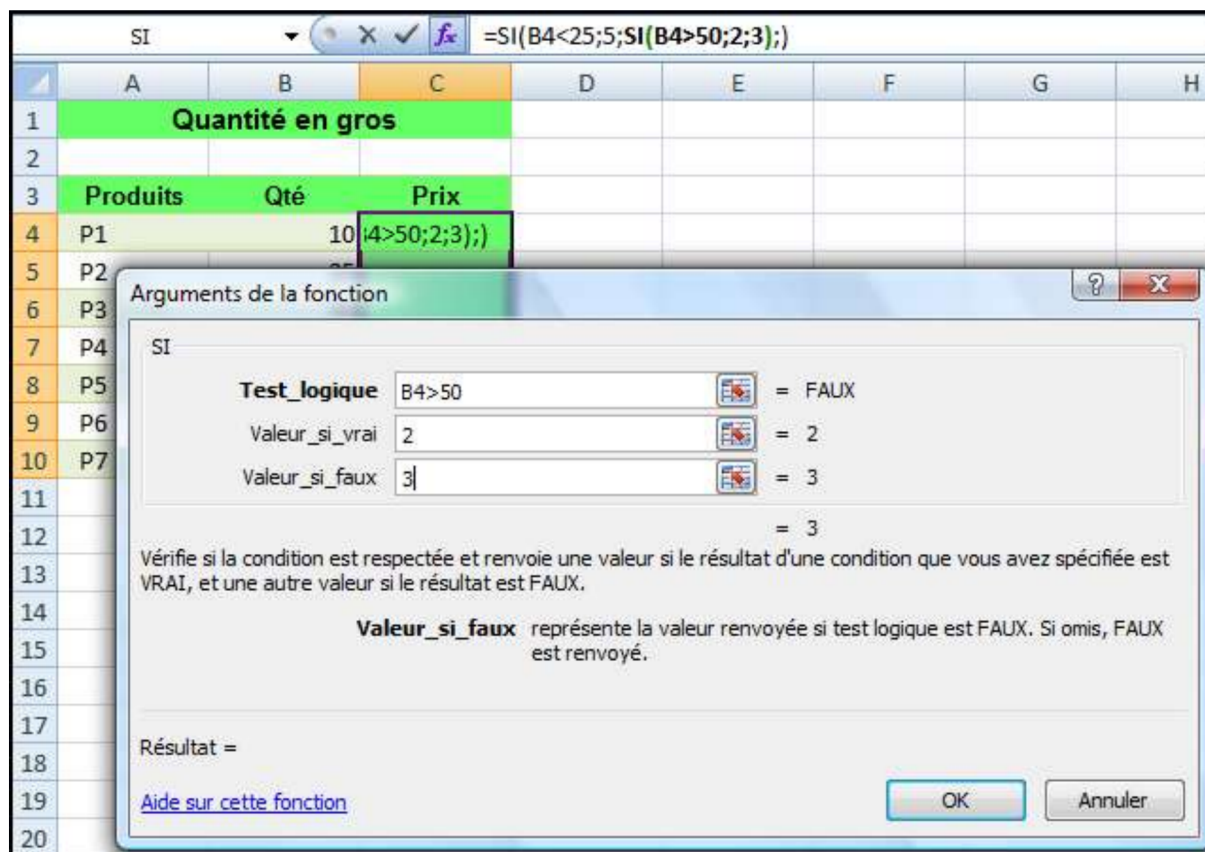 SI fx =SI(B4<25;5;SI(B4>50;2;3);)
A B C D E F G H
1 Quantité en gros
2
3 Produits Qté Prix
4 P1 10 4>50;2;3);)
5 P2
Arguments de la fonction ?
6 P3
7 P4 SI
8 P5 Test_logique B4>50 = FAUX
9 P6 Valeur_si_vrai 2 = 2
10 P7 Valeur_si_faux 3 = 3
11
12 = 3
Vérifie si la condition est respectée et renvoie une valeur si le résultat d'une condition que vous avez spécifiée est
13 VRAI, et une autre valeur si le résultat est FAUX.
14 Valeur_si_faux représente la valeur renvoyée si test logique est FAUX. Si omis, FAUX
15 est renvoyé.
16
17
18 Résultat =
19 Aide sur cette fonction OK Annuler
20